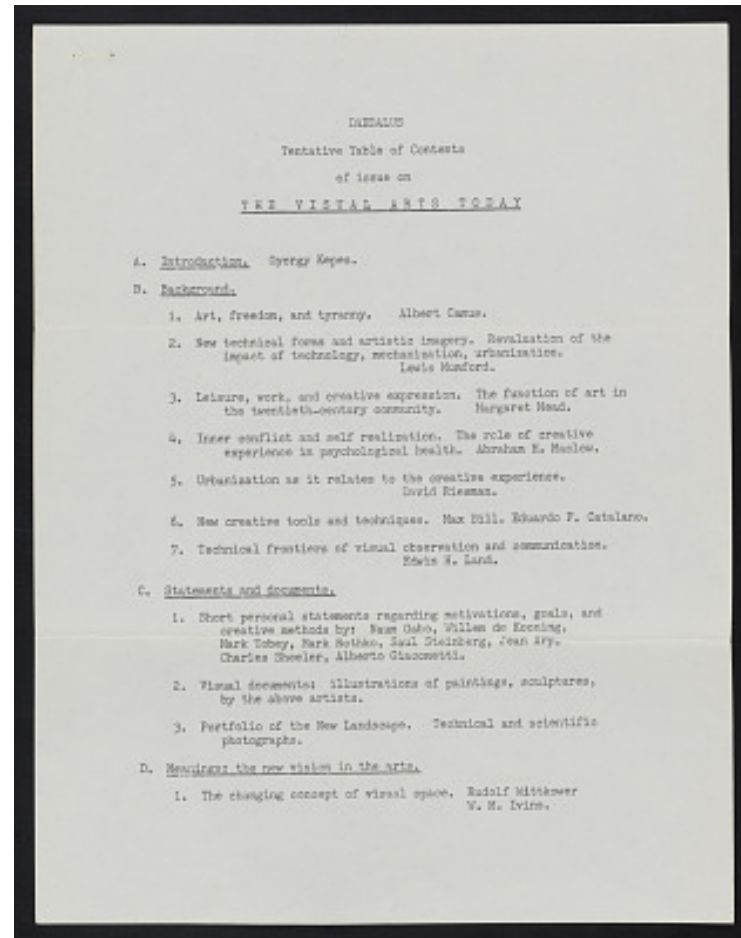 DAEDALUS
Tentative Table of Contents
of issue on
THE VISUAL ARTS TODAY
A. Introduction. Gyorgy Kepes.
B. Background.
1. Art, freedom, and tyranny. Albert Camus.
2. New technical forms and artistic imagery. Revaluation of the
impact of technology, mechanization, urbanization.
Lewis Mumford.
3. Leisure, work, and creative expression. The function of art in
the twentieth-century community. Margaret Mead.
4. Inner conflict and self realization. The role of creative
experience in psychological health. Abraham H. Maslow.
5. Urbanization as it relates to the creative experience.
David Riesman.
6. New creative tools and techniques. Max Bill. Eduardo F. Catalano.
7. Technical frontiers of visual observation and communication.
Edwin H. Land.
C. Statements and documents.
1. Short personal statements regarding motivations, goals, and
creative methods by: Naum Gabo, Willem de Kooning,
Mark Tobey, Mark Rothko, Saul Steinberg, Jean Arp.
Charles Sheeler, Alberto Giacometti.
2. Visual documents: illustrations of paintings, sculptures,
by the above artists.
3. Portfolio of the New Landscape. Technical and scientific
photographs.
D. Meanings: the new vision in the arts.
1. The changing concept of visual space. Rudolf Wittkower
W. M. Ivins.